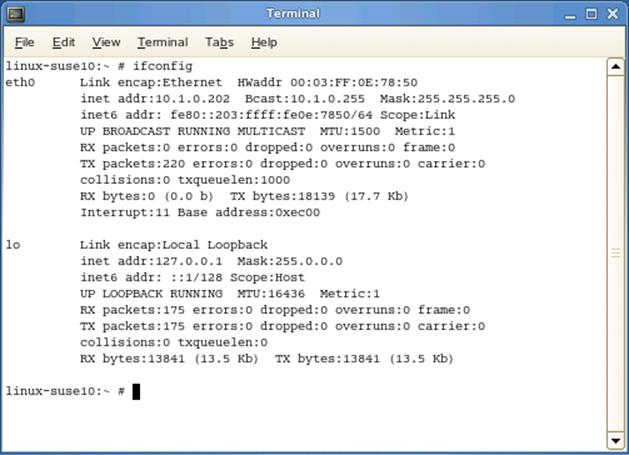 Terminal
File Edit View Terminal Tabs Help
linux-suse10:~ # ifconfig
eth0 Link encap:Ethernet HWaddr 00:03:FF:0E:78:50
inet addr:10.1.0.202 Bcast:10.1.0.255 Mask:255.255.255.0
inet6 addr: fe80::203:ffff:fe0e:7850/64 Scope:Link
UP BROADCAST RUNNING MULTICAST MTU:1500 Metric:1
RX packets:0 errors:0 dropped:0 overruns:0 frame:0
TX packets:220 errors:0 dropped:0 overruns:0 carrier:0
collisions:0 txqueuelen:1000
RX bytes:0 (0.0 b) TX bytes:18139 (17.7 Kb)
Interrupt:11 Base address:0xec00
lo Link encap:Local Loopback
inet addr:127.0.0.1 Mask:255.0.0.0
inet6 addr: ::1/128 Scope:Host
UP LOOPBACK RUNNING MTU:16436 Metric:1
RX packets:175 errors:0 dropped:0 overruns:0 frame:0
TX packets:175 errors:0 dropped:0 overruns:0 carrier:0
collisions:0 txqueuelen:0
RX bytes:13841 (13.5 Kb) TX bytes:13841 (13.5 Kb)
linux-suse10:~ #